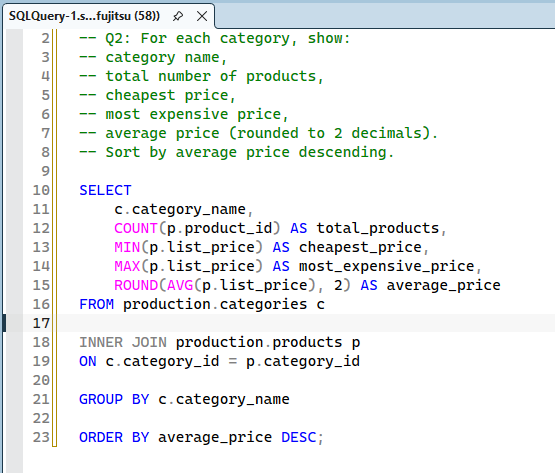 SQLQuery-1.s...fujitsu (58))
2 -- Q2: For each category, show:
3 -- category name,
4 -- total number of products,
5 -- cheapest price,
6 -- most expensive price,
7 -- average price (rounded to 2 decimals).
8 -- Sort by average price descending.
9
10 SELECT
11     c.category_name,
12     COUNT(p.product_id) AS total_products,
13     MIN(p.list_price) AS cheapest_price,
14     MAX(p.list_price) AS most_expensive_price,
15     ROUND(AVG(p.list_price), 2) AS average_price
16 FROM production.categories c
17
18 INNER JOIN production.products p
19 ON c.category_id = p.category_id
20
21 GROUP BY c.category_name
22
23 ORDER BY average_price DESC;